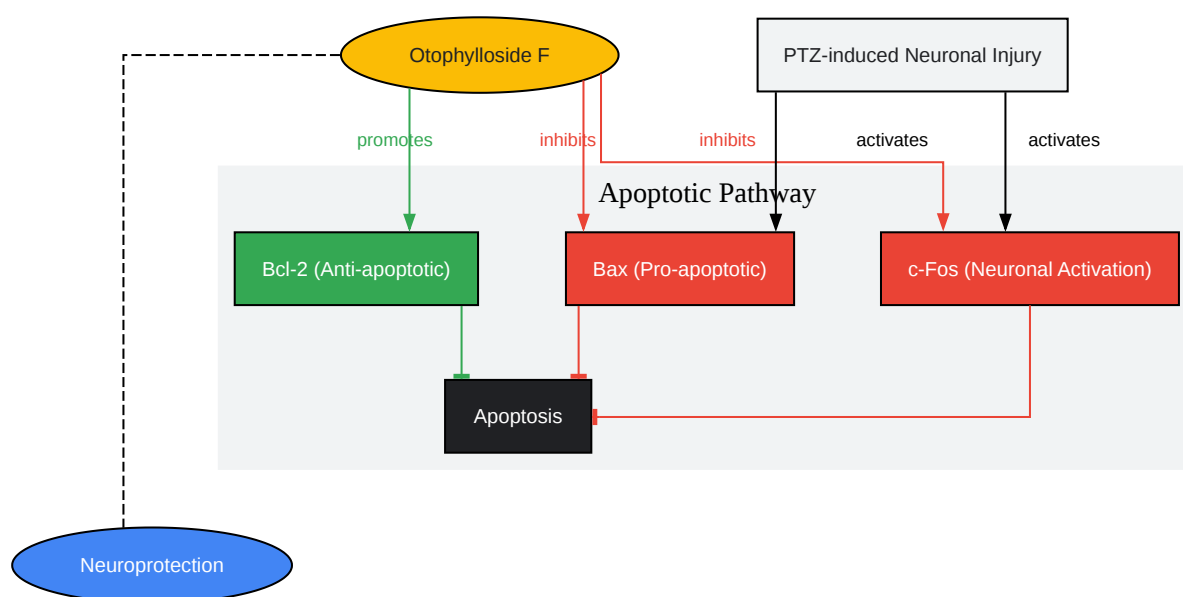 Otophylloside F
PTZ-induced Neuronal Injury
promotes
inhibits
inhibits
activates
activates
Apoptotic Pathway
Bcl-2 (Anti-apoptotic)
Bax (Pro-apoptotic)
c-Fos (Neuronal Activation)
Apoptosis
Neuroprotection